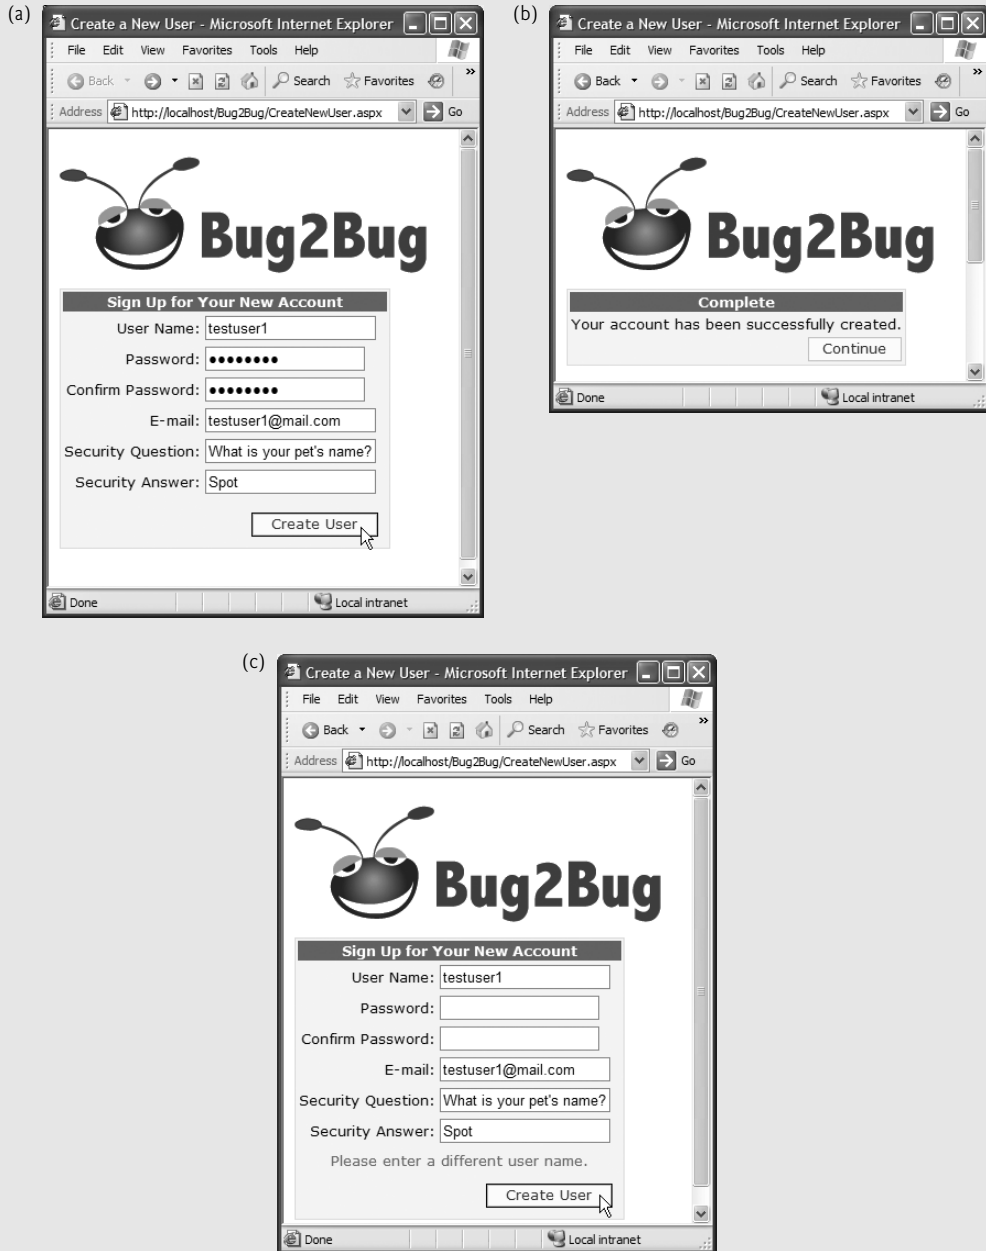 (a)
Create a New User - Microsoft Internet Explorer
File Edit View Favorites Tools Help
Back Search Favorites »
Address http://localhost/Bug2Bug/CreateNewUser.aspx Go
Bug2Bug
Sign Up for Your New Account
User Name: testuser1
Password: ●●●●●●●●
Confirm Password: ●●●●●●●●
E-mail: testuser1@mail.com
Security Question: What is your pet's name?
Security Answer: Spot
Create User
Done Local intranet
(b)
Create a New User - Microsoft Internet Explorer
File Edit View Favorites Tools Help
Back Search Favorites »
Address http://localhost/Bug2Bug/CreateNewUser.aspx Go
Bug2Bug
Complete
Your account has been successfully created.
Continue
Done Local intranet
(c)
Create a New User - Microsoft Internet Explorer
File Edit View Favorites Tools Help
Back Search Favorites »
Address http://localhost/Bug2Bug/CreateNewUser.aspx Go
Bug2Bug
Sign Up for Your New Account
User Name: testuser1
Password:
Confirm Password:
E-mail: testuser1@mail.com
Security Question: What is your pet's name?
Security Answer: Spot
Please enter a different user name.
Create User
Done Local intranet